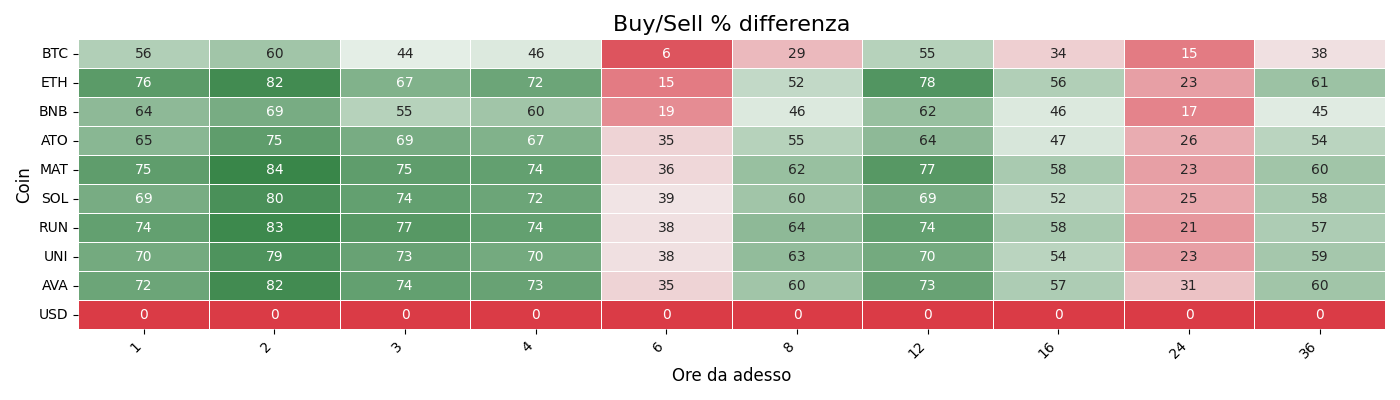 Buy/Sell % differenza
Coin
BTC 56 60 44 46 6 29 55 34 15 38
ETH 76 82 67 72 15 52 78 56 23 61
BNB 64 69 55 60 19 46 62 46 17 45
ATO 65 75 69 67 35 55 64 47 26 54
MAT 75 84 75 74 36 62 77 58 23 60
SOL 69 80 74 72 39 60 69 52 25 58
RUN 74 83 77 74 38 64 74 58 21 57
UNI 70 79 73 70 38 63 70 54 23 59
AVA 72 82 74 73 35 60 73 57 31 60
USD 0 0 0 0 0 0 0 0 0 0
1 2 3 4 6 8 12 16 24 36
Ore da adesso